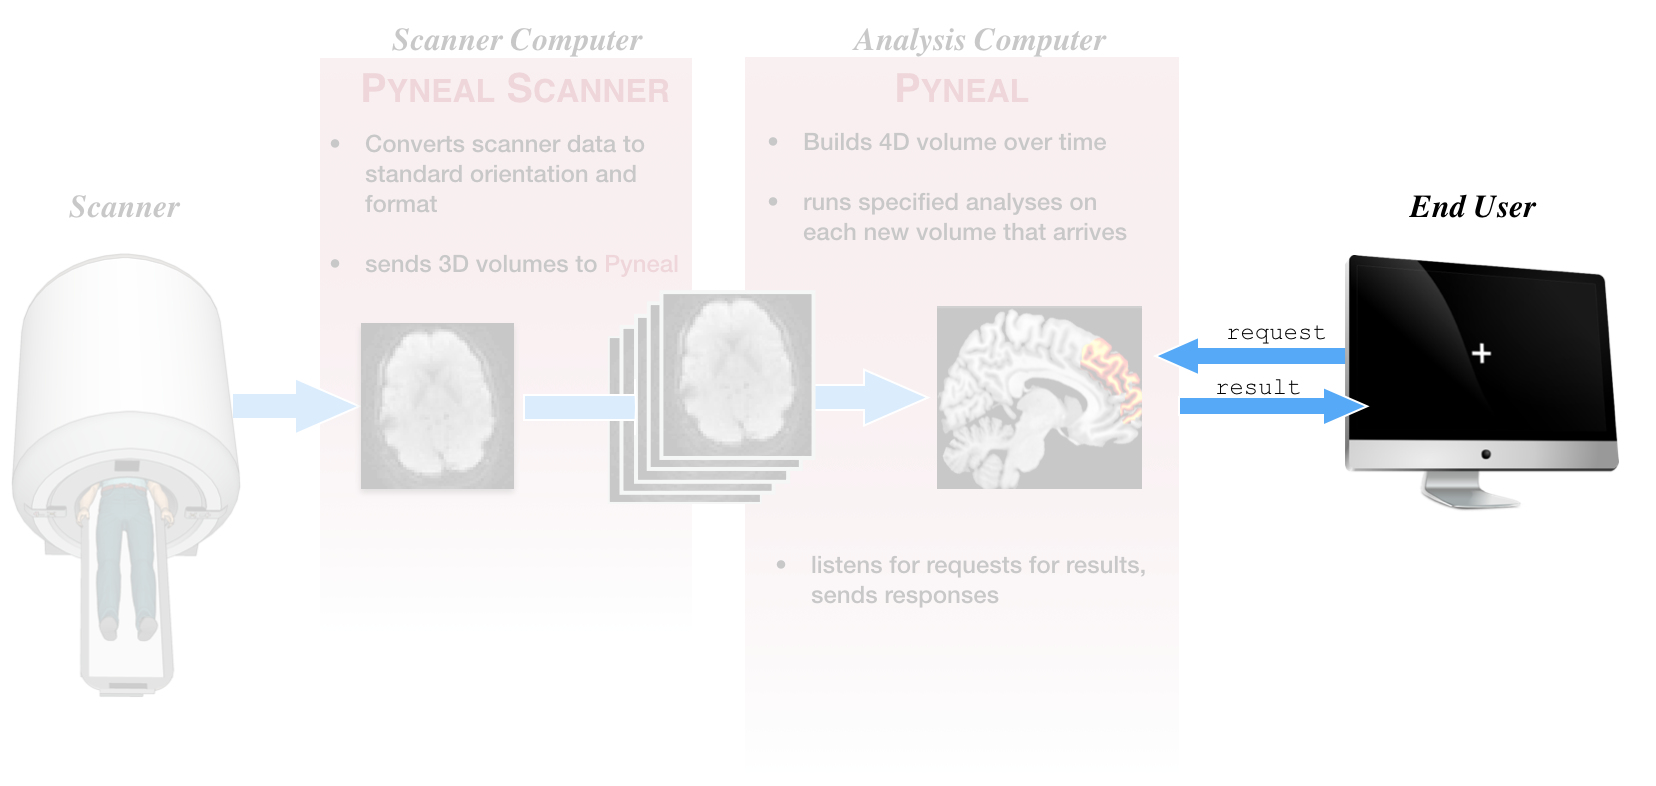 Scanner Computer
Analysis Computer
PYNEAL SCANNER
PYNEAL
• Converts scanner data to
standard orientation and
format
• sends 3D volumes to Pyneal
• Builds 4D volume over time
• runs specified analyses on
each new volume that arrives
Scanner
End User
request
result
• listens for requests for results,
sends responses